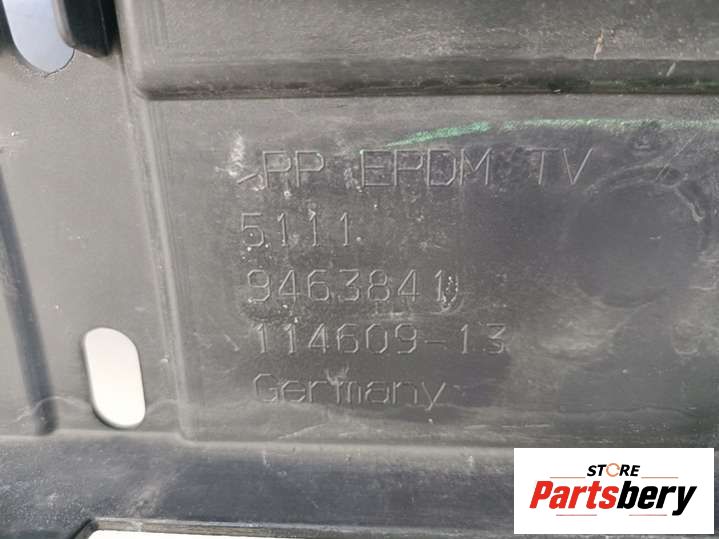 >PP EPDM TV
5111
9463841
114609-13
Germany
STORE
Partsbery